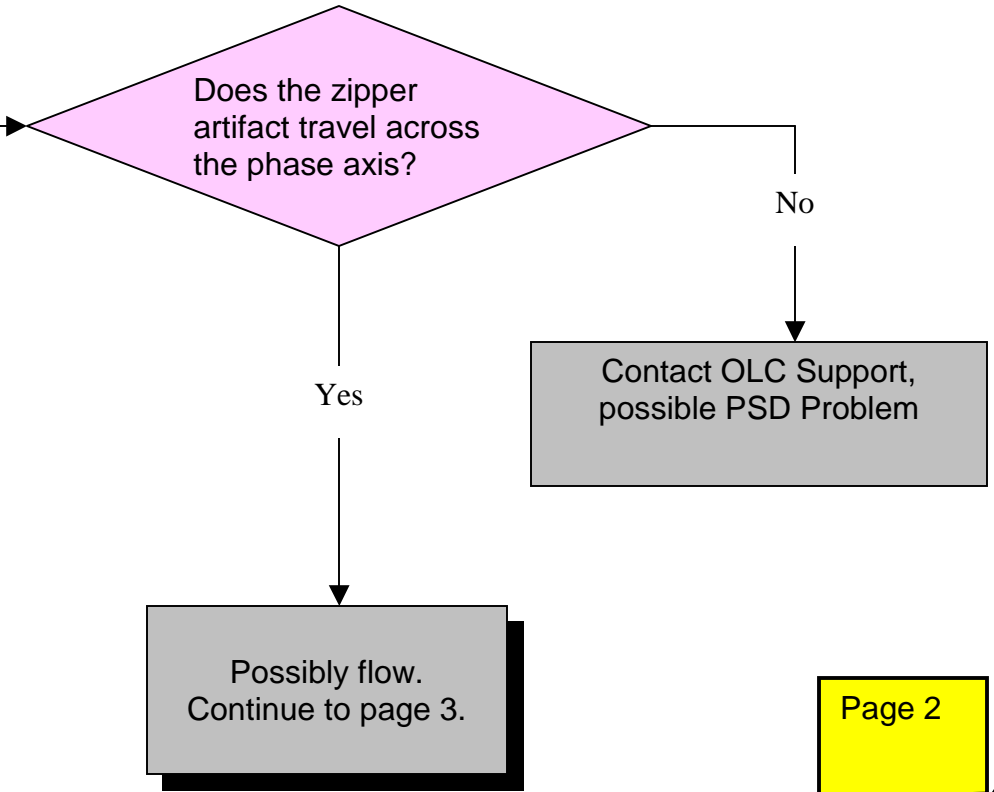 Does the zipper
artifact travel across
the phase axis?
No
Contact OLC Support,
possible PSD Problem
Yes
Possibly flow.
Continue to page 3.
Page 2